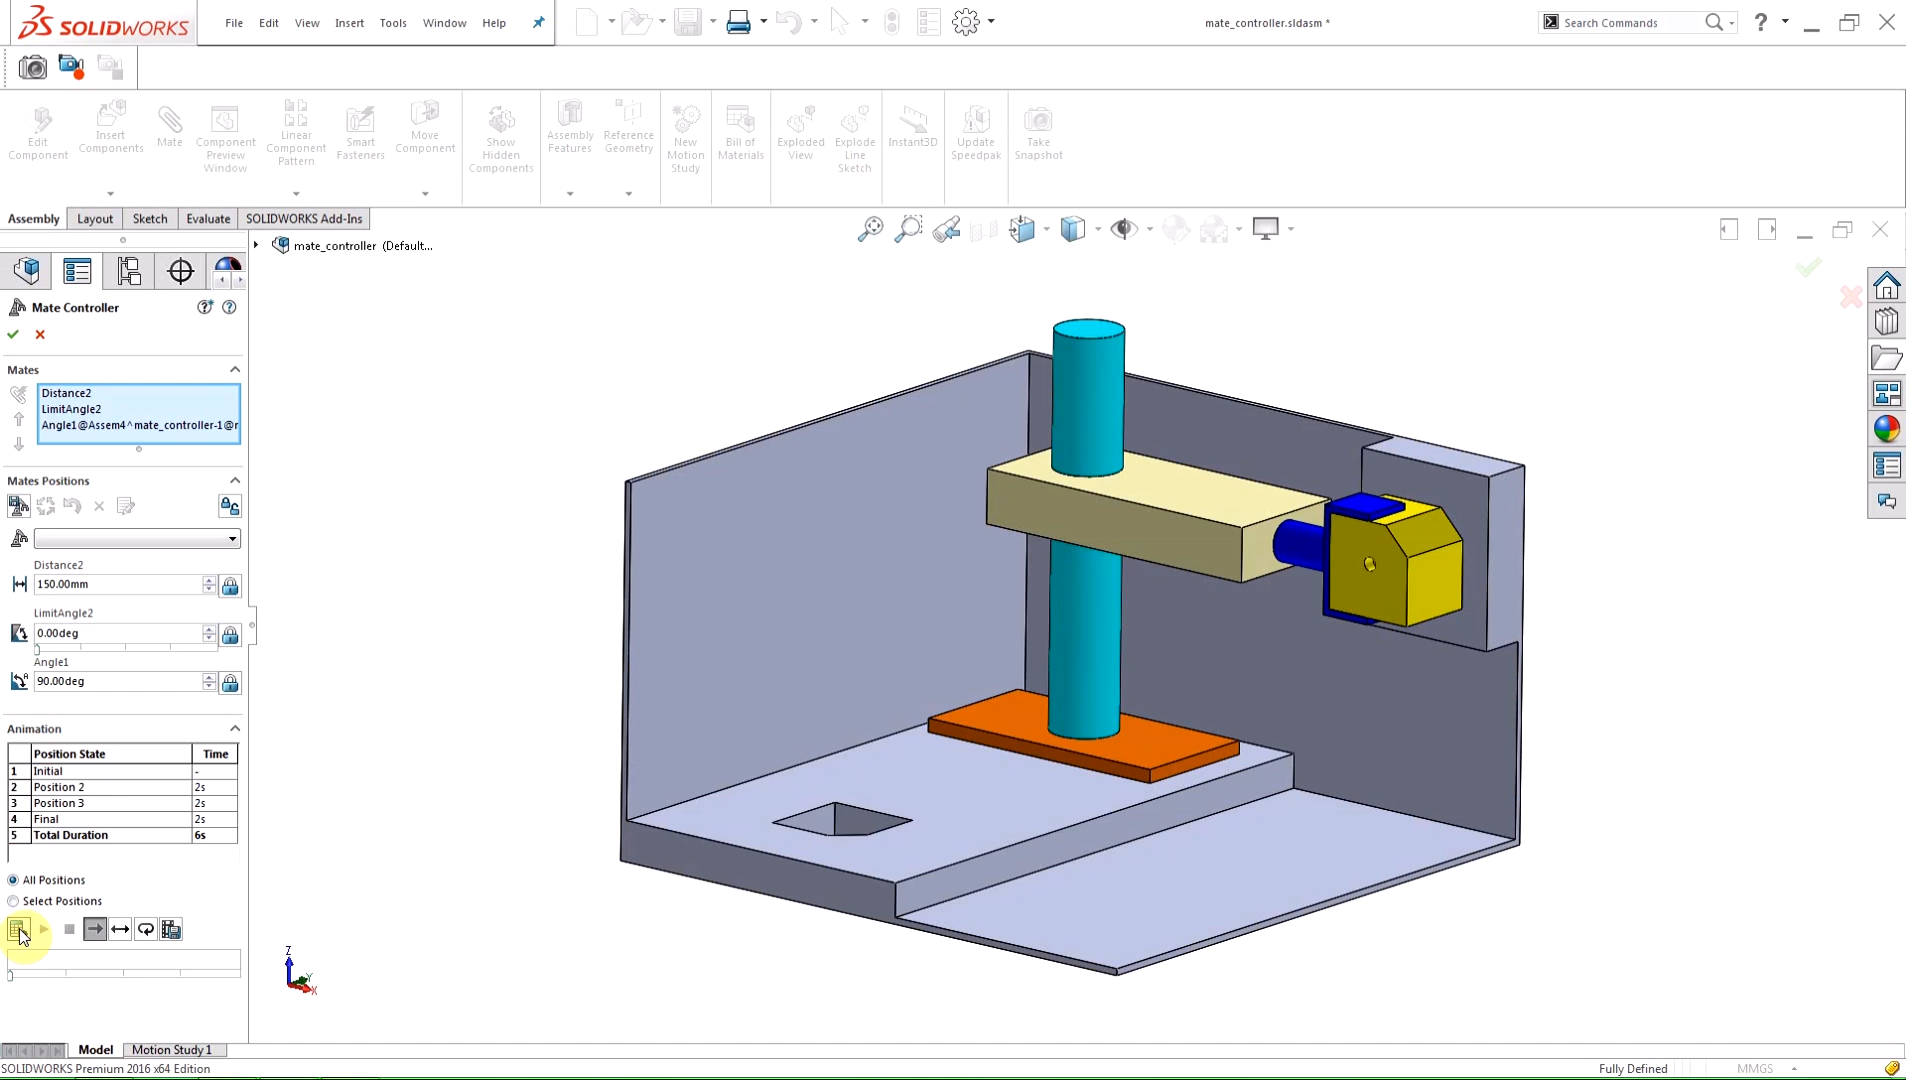 SOLIDWORKS
File Edit View Insert Tools Window Help
mate_controller.sldasm *
Search Commands
Edit Component
Insert Components
Mate
Component Preview Window
Linear Component Pattern
Smart Fasteners
Move Component
Show Hidden Components
Assembly Features
Reference Geometry
New Motion Study
Bill of Materials
Exploded View
Explode Line Sketch
Instant3D
Update Speedpak
Take Snapshot
Assembly Layout Sketch Evaluate SOLIDWORKS Add-Ins
mate_controller (Default...
Mate Controller
Mates
Distance2
LimitAngle2
Angle1@Assem4^mate_controller-1@r
Mates Positions
Distance2
150.00mm
LimitAngle2
0.00deg
Angle1
90.00deg
Animation
Position State Time
1 Initial -
2 Position 2 2s
3 Position 3 2s
4 Final 2s
5 Total Duration 6s
All Positions
Select Positions
Z
Y
X
Model Motion Study 1
SOLIDWORKS Premium 2016 x64 Edition
Fully Defined
MMGS